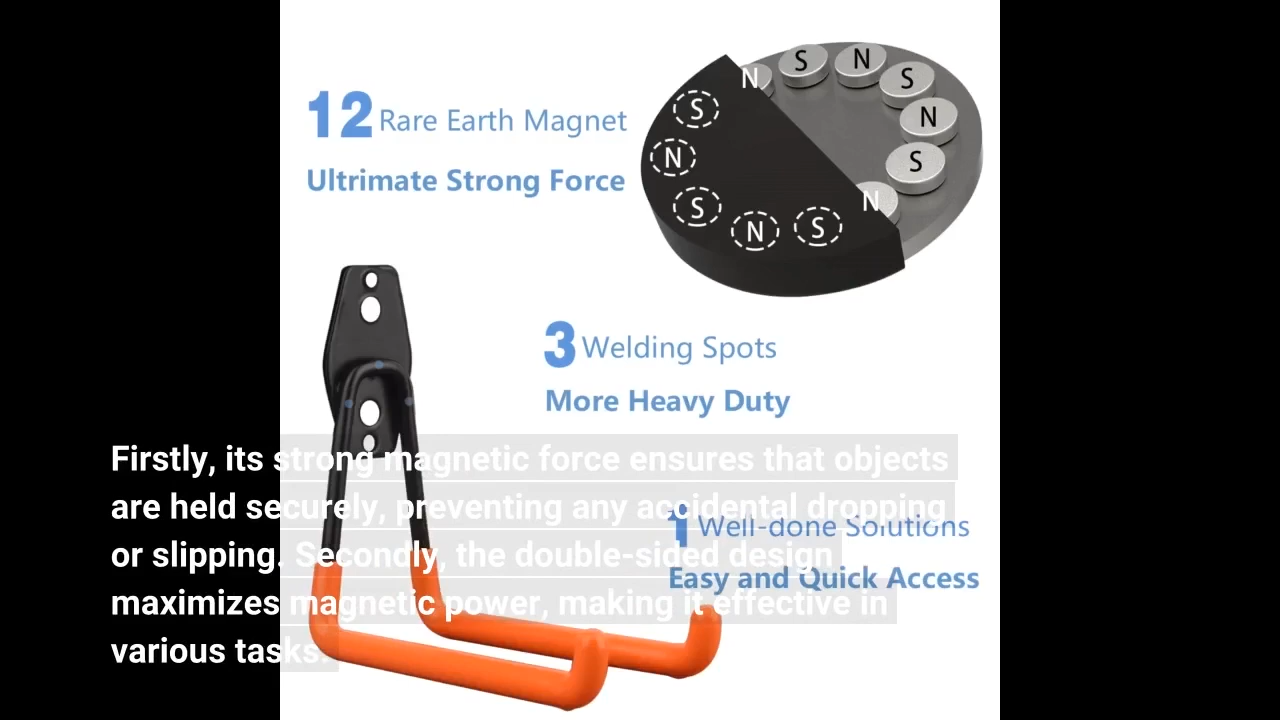 12 Rare Earth Magnet
Ultrimate Strong Force
N
S
N
S
N
S
N
S
N
S
N
S
3 Welding Spots
More Heavy Duty
1 Well-done Solutions
Easy and Quick Access
Firstly, its strong magnetic force ensures that objects
are held securely, preventing any accidental dropping
or slipping. Secondly, the double-sided design
maximizes magnetic power, making it effective in
various tasks.